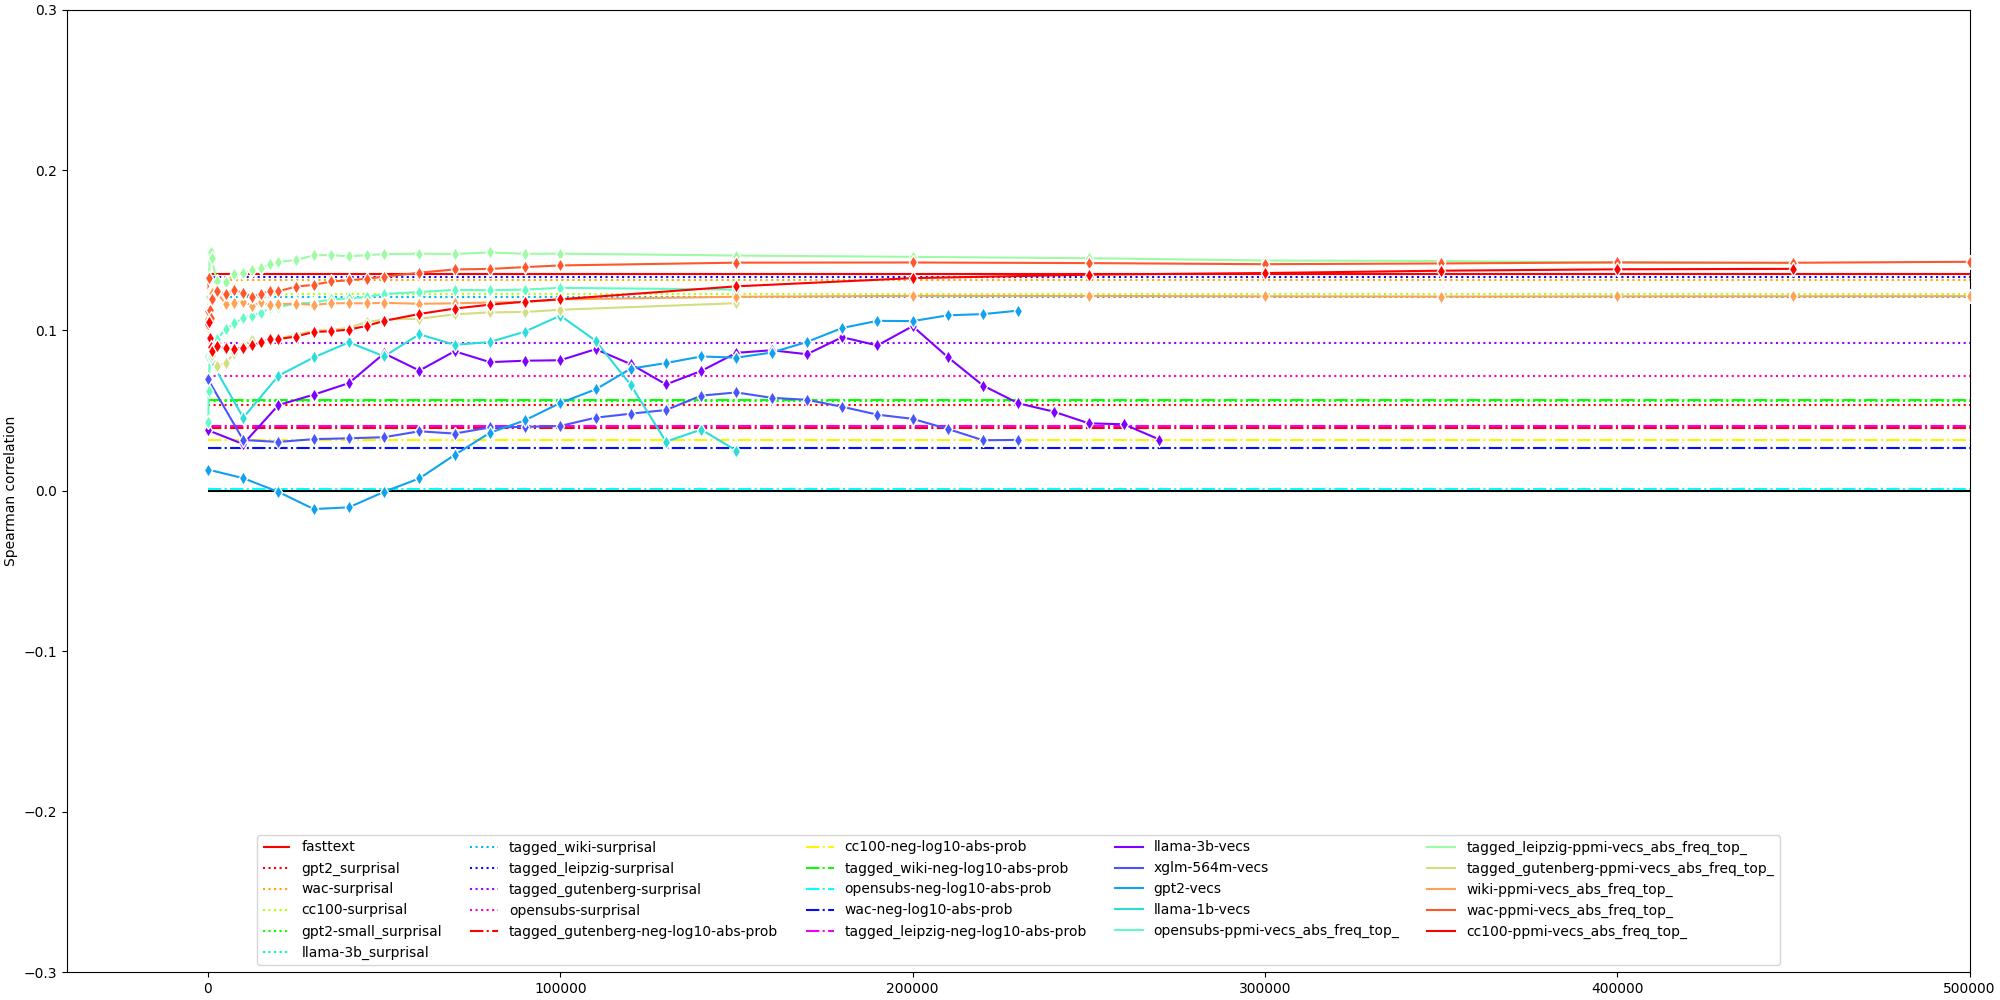 0.3
0.2
0.1
0.0
−0.1
−0.2
−0.3
Spearman correlation
0
100000
200000
300000
400000
500000
fasttext
gpt2_surprisal
wac-surprisal
cc100-surprisal
gpt2-small_surprisal
llama-3b_surprisal
tagged_wiki-surprisal
tagged_leipzig-surprisal
tagged_gutenberg-surprisal
opensubs-surprisal
tagged_gutenberg-neg-log10-abs-prob
cc100-neg-log10-abs-prob
tagged_wiki-neg-log10-abs-prob
opensubs-neg-log10-abs-prob
wac-neg-log10-abs-prob
tagged_leipzig-neg-log10-abs-prob
llama-3b-vecs
xglm-564m-vecs
gpt2-vecs
llama-1b-vecs
opensubs-ppmi-vecs_abs_freq_top_
tagged_leipzig-ppmi-vecs_abs_freq_top_
tagged_gutenberg-ppmi-vecs_abs_freq_top_
wiki-ppmi-vecs_abs_freq_top_
wac-ppmi-vecs_abs_freq_top_
cc100-ppmi-vecs_abs_freq_top_